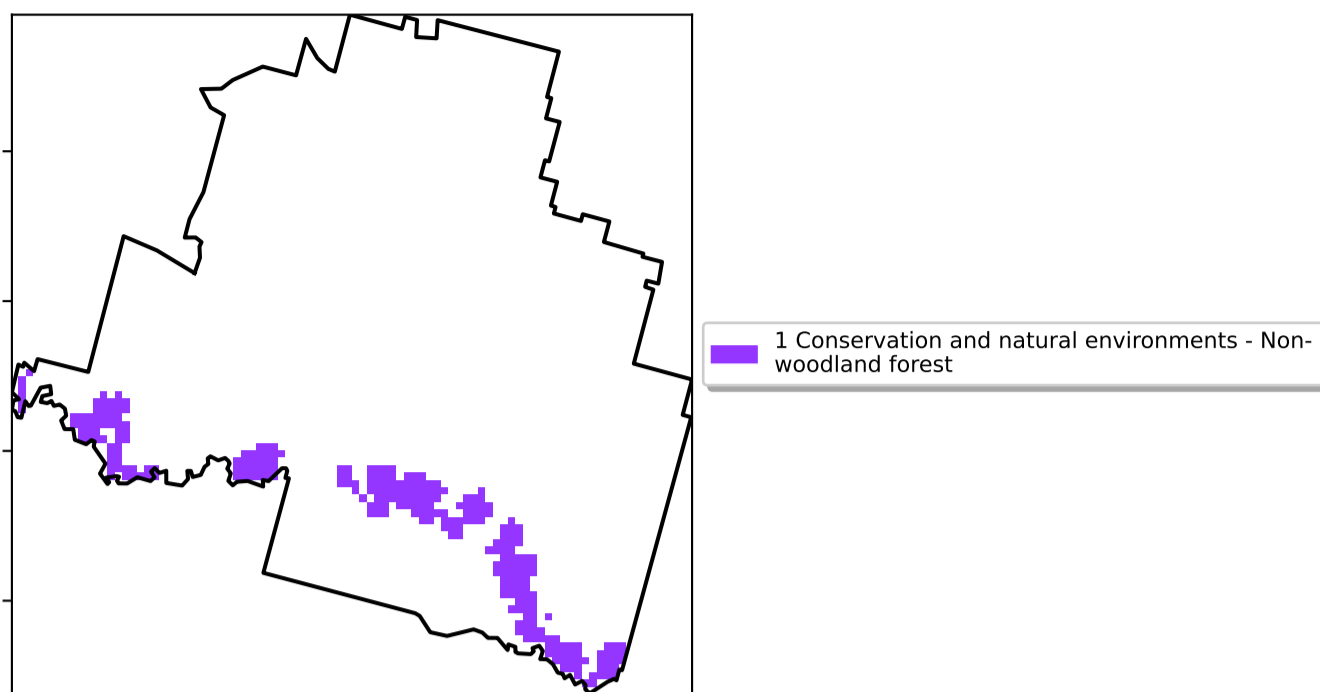 1 Conservation and natural environments - Non-
woodland forest